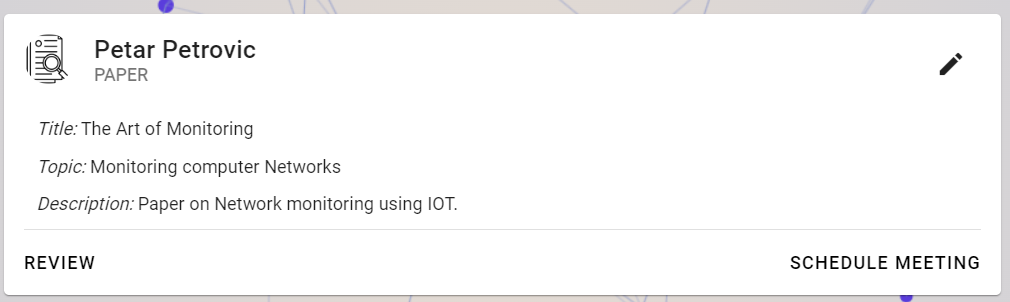 Petar Petrovic
PAPER
Title: The Art of Monitoring
Topic: Monitoring computer Networks
Description: Paper on Network monitoring using IOT.
REVIEW
SCHEDULE MEETING